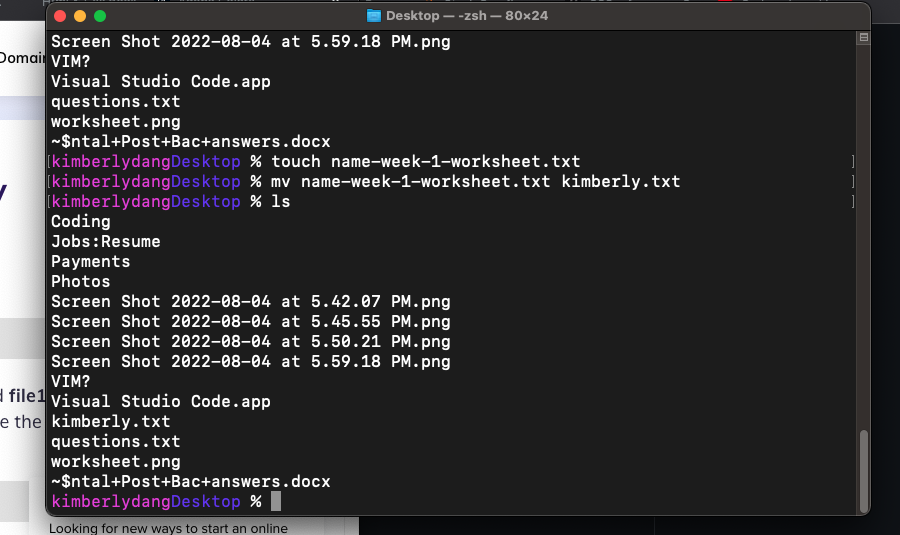 Desktop — -zsh — 80×24
Screen Shot 2022-08-04 at 5.59.18 PM.png
VIM?
Visual Studio Code.app
questions.txt
worksheet.png
~$ntal+Post+Bac+answers.docx
[kimberlydangDesktop % touch name-week-1-worksheet.txt ]
[kimberlydangDesktop % mv name-week-1-worksheet.txt kimberly.txt ]
[kimberlydangDesktop % ls ]
Coding
Jobs:Resume
Payments
Photos
Screen Shot 2022-08-04 at 5.42.07 PM.png
Screen Shot 2022-08-04 at 5.45.55 PM.png
Screen Shot 2022-08-04 at 5.50.21 PM.png
Screen Shot 2022-08-04 at 5.59.18 PM.png
VIM?
Visual Studio Code.app
kimberly.txt
questions.txt
worksheet.png
~$ntal+Post+Bac+answers.docx
kimberlydangDesktop %
file1
e the
Looking for new ways to start an online